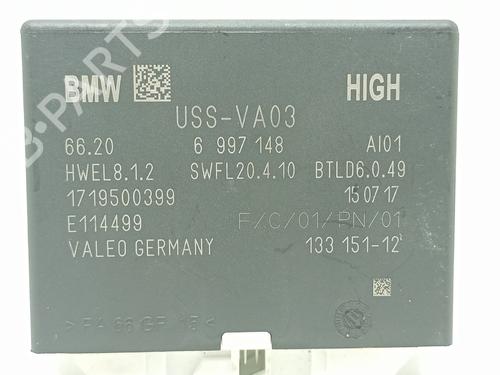 BMW HIGH
USS-VA03
66.20 6 997 148 AI01
HWEL8.1.2 SWFL20.4.10 BTLD6.0.49
1719500399 15 07 17
E114499 F/C/01/PN/01
VALEO GERMANY 133 151-12
B-PARTS